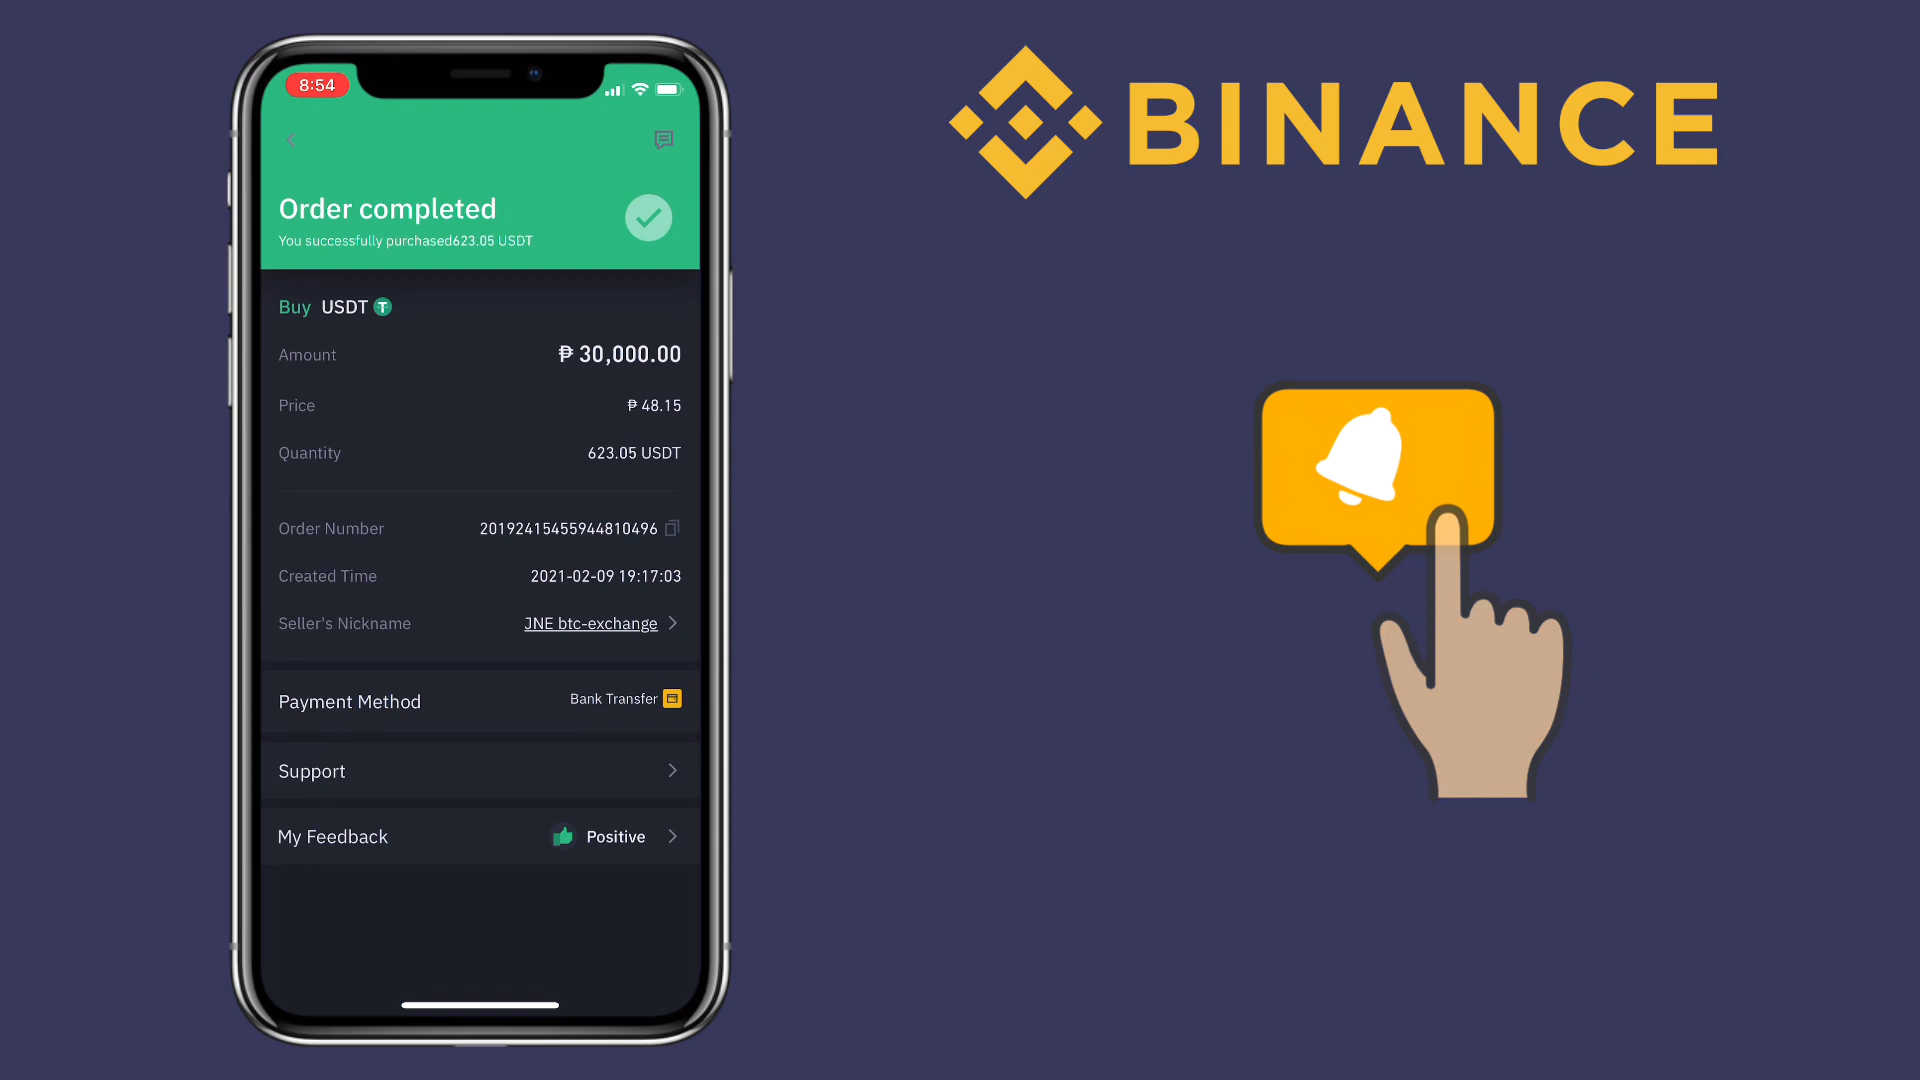 8:54
BINANCE
Order completed
You successfully purchased623.05 USDT
Buy USDT
Amount ₱ 30,000.00
Price ₱ 48.15
Quantity 623.05 USDT
Order Number 20192415455944810496
Created Time 2021-02-09 19:17:03
Seller's Nickname JNE btc-exchange
Payment Method Bank Transfer
Support
My Feedback Positive